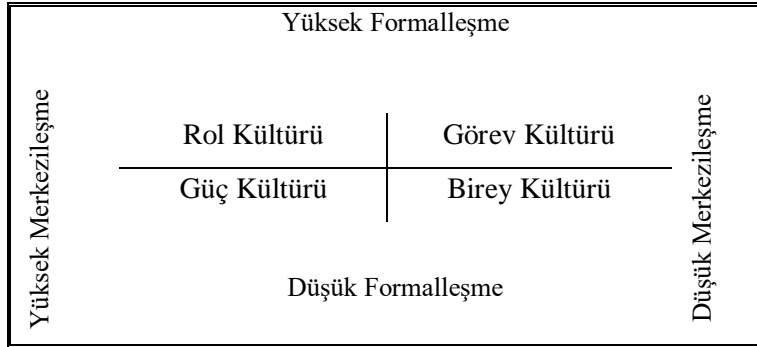 Yüksek Formalleşme
Yüksek Merkezileşme
Rol Kültürü Görev Kültürü
Güç Kültürü Birey Kültürü
Düşük Merkezileşme
Düşük Formalleşme